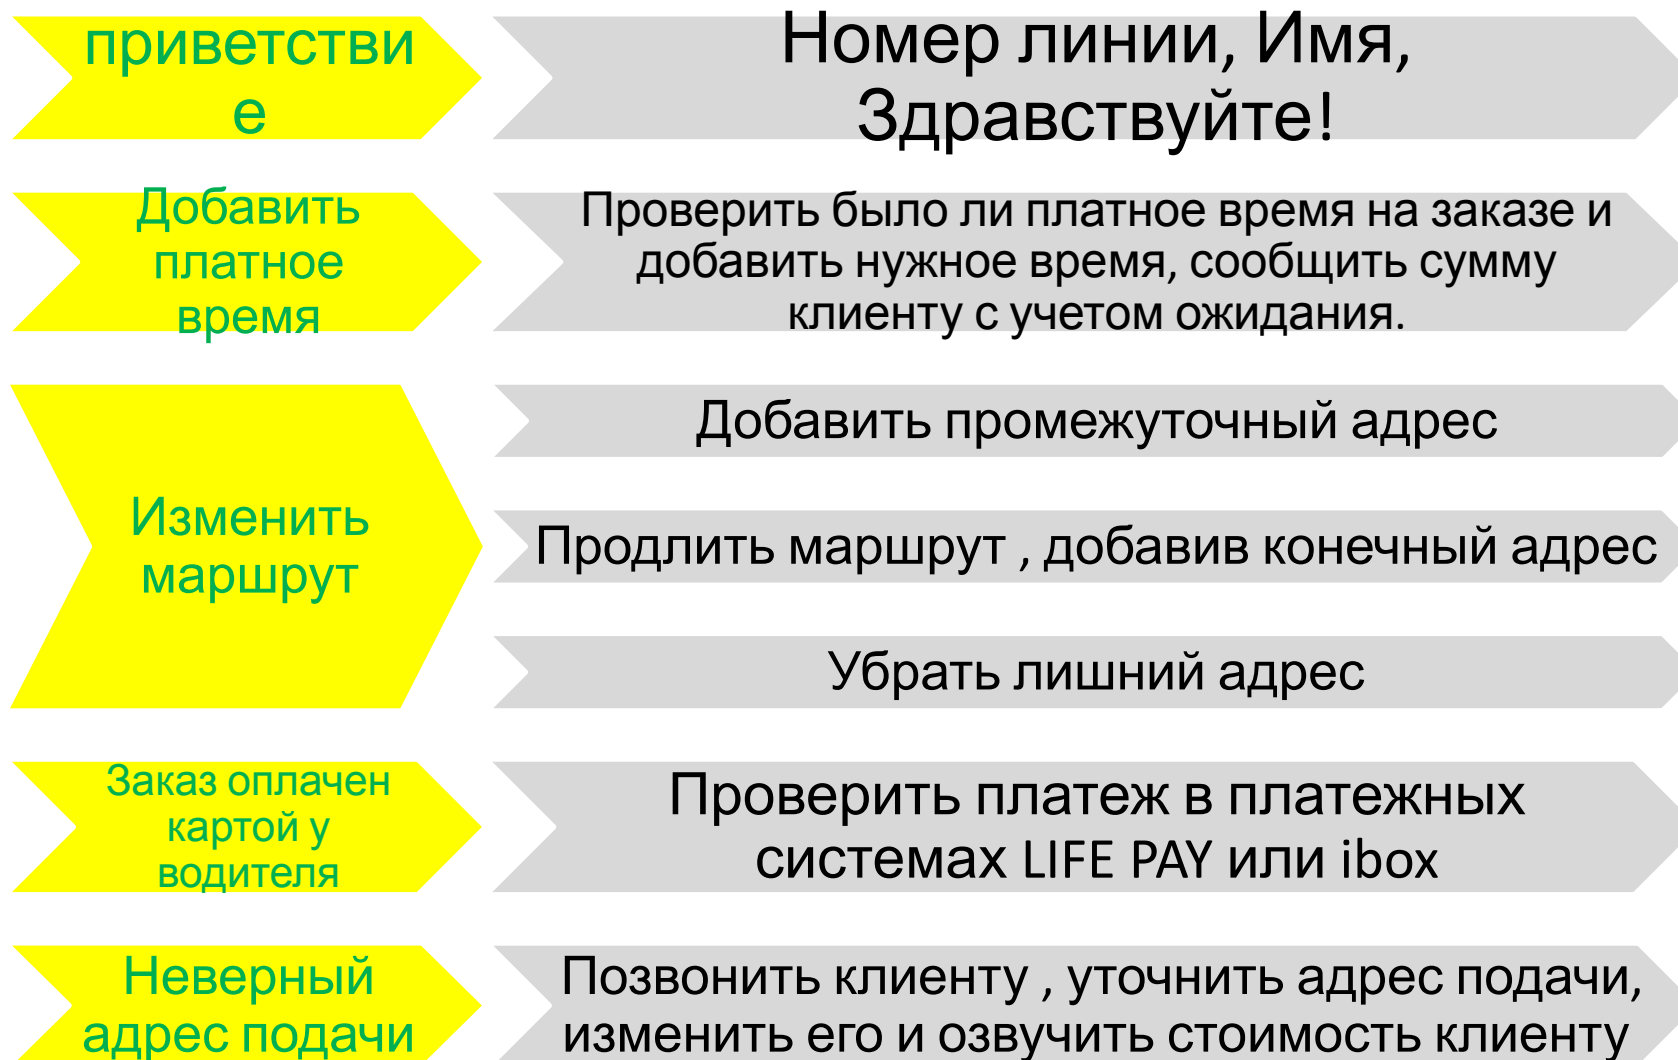 приветстви
е
Номер линии, Имя,
Здравствуйте!
Добавить
платное
время
Проверить было ли платное время на заказе и
добавить нужное время, сообщить сумму
клиенту с учетом ожидания.
Изменить
маршрут
Добавить промежуточный адрес
Продлить маршрут , добавив конечный адрес
Убрать лишний адрес
Заказ оплачен
картой у
водителя
Проверить платеж в платежных
системах LIFE PAY или ibox
Неверный
адрес подачи
Позвонить клиенту , уточнить адрес подачи,
изменить его и озвучить стоимость клиенту